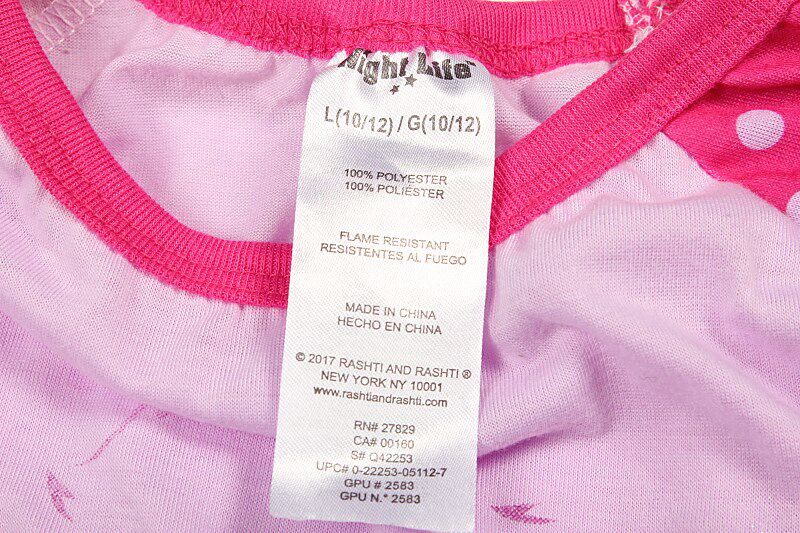 Night Life™
L(10/12) / G(10/12)
100% POLYESTER
100% POLIÉSTER
FLAME RESISTANT
RESISTENTES AL FUEGO
MADE IN CHINA
HECHO EN CHINA
© 2017 RASHTI AND RASHTI ®
NEW YORK NY 10001
www.rashtiandrashti.com
RN# 27829
CA# 00160
S# Q42253
UPC# 0-22253-05112-7
GPU # 2583
GPU N.° 2583